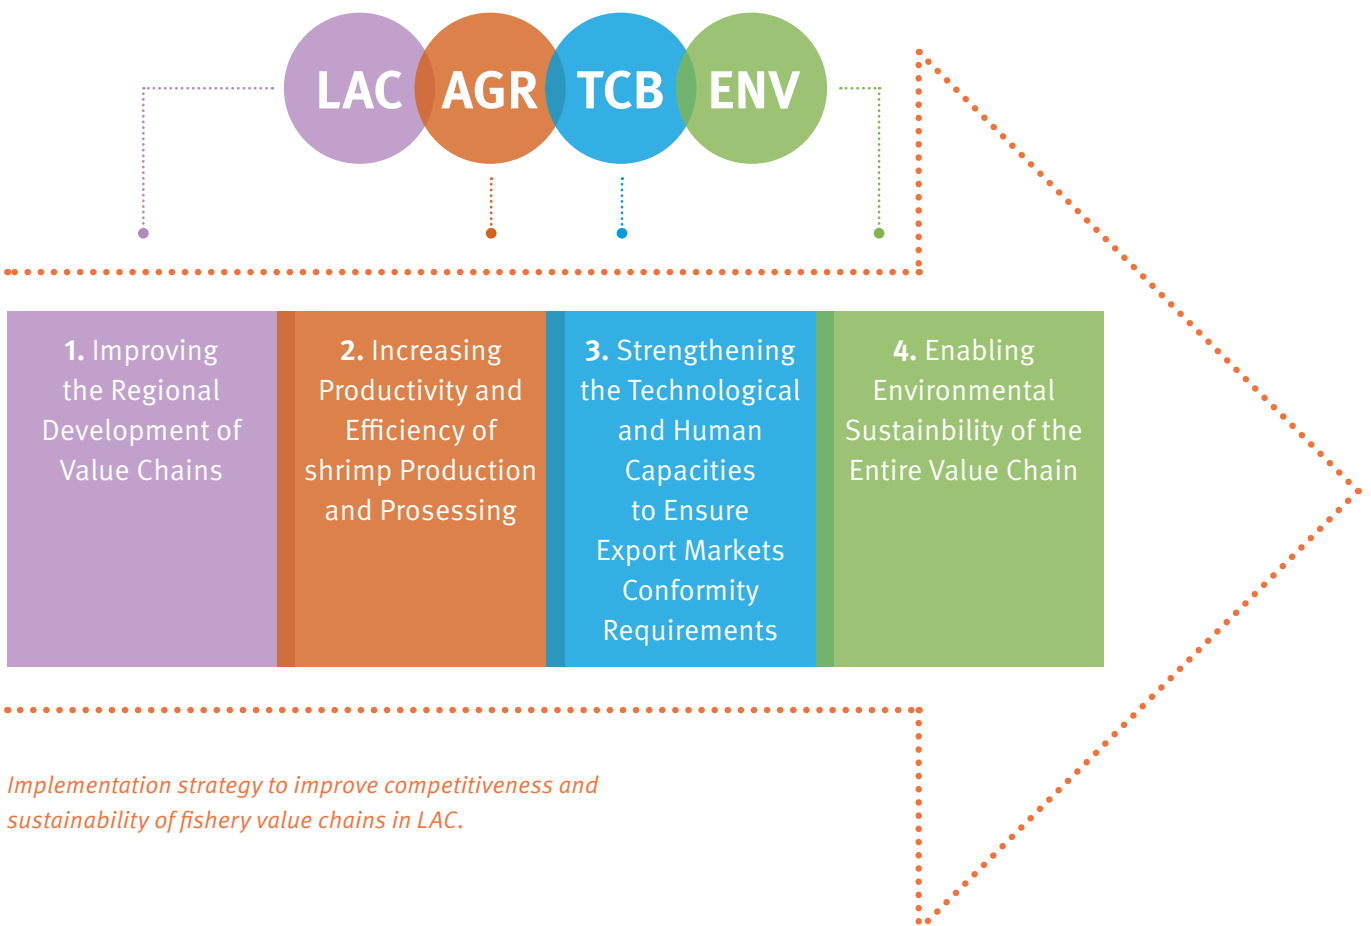 LAC AGR TCB ENV
1. Improving
the Regional
Development of
Value Chains
2. Increasing
Productivity and
Efficiency of
shrimp Production
and Prosessing
3. Strengthening
the Technological
and Human
Capacities
to Ensure
Export Markets
Conformity
Requirements
4. Enabling
Environmental
Sustainbility of the
Entire Value Chain
Implementation strategy to improve competitiveness and
sustainability of fishery value chains in LAC.